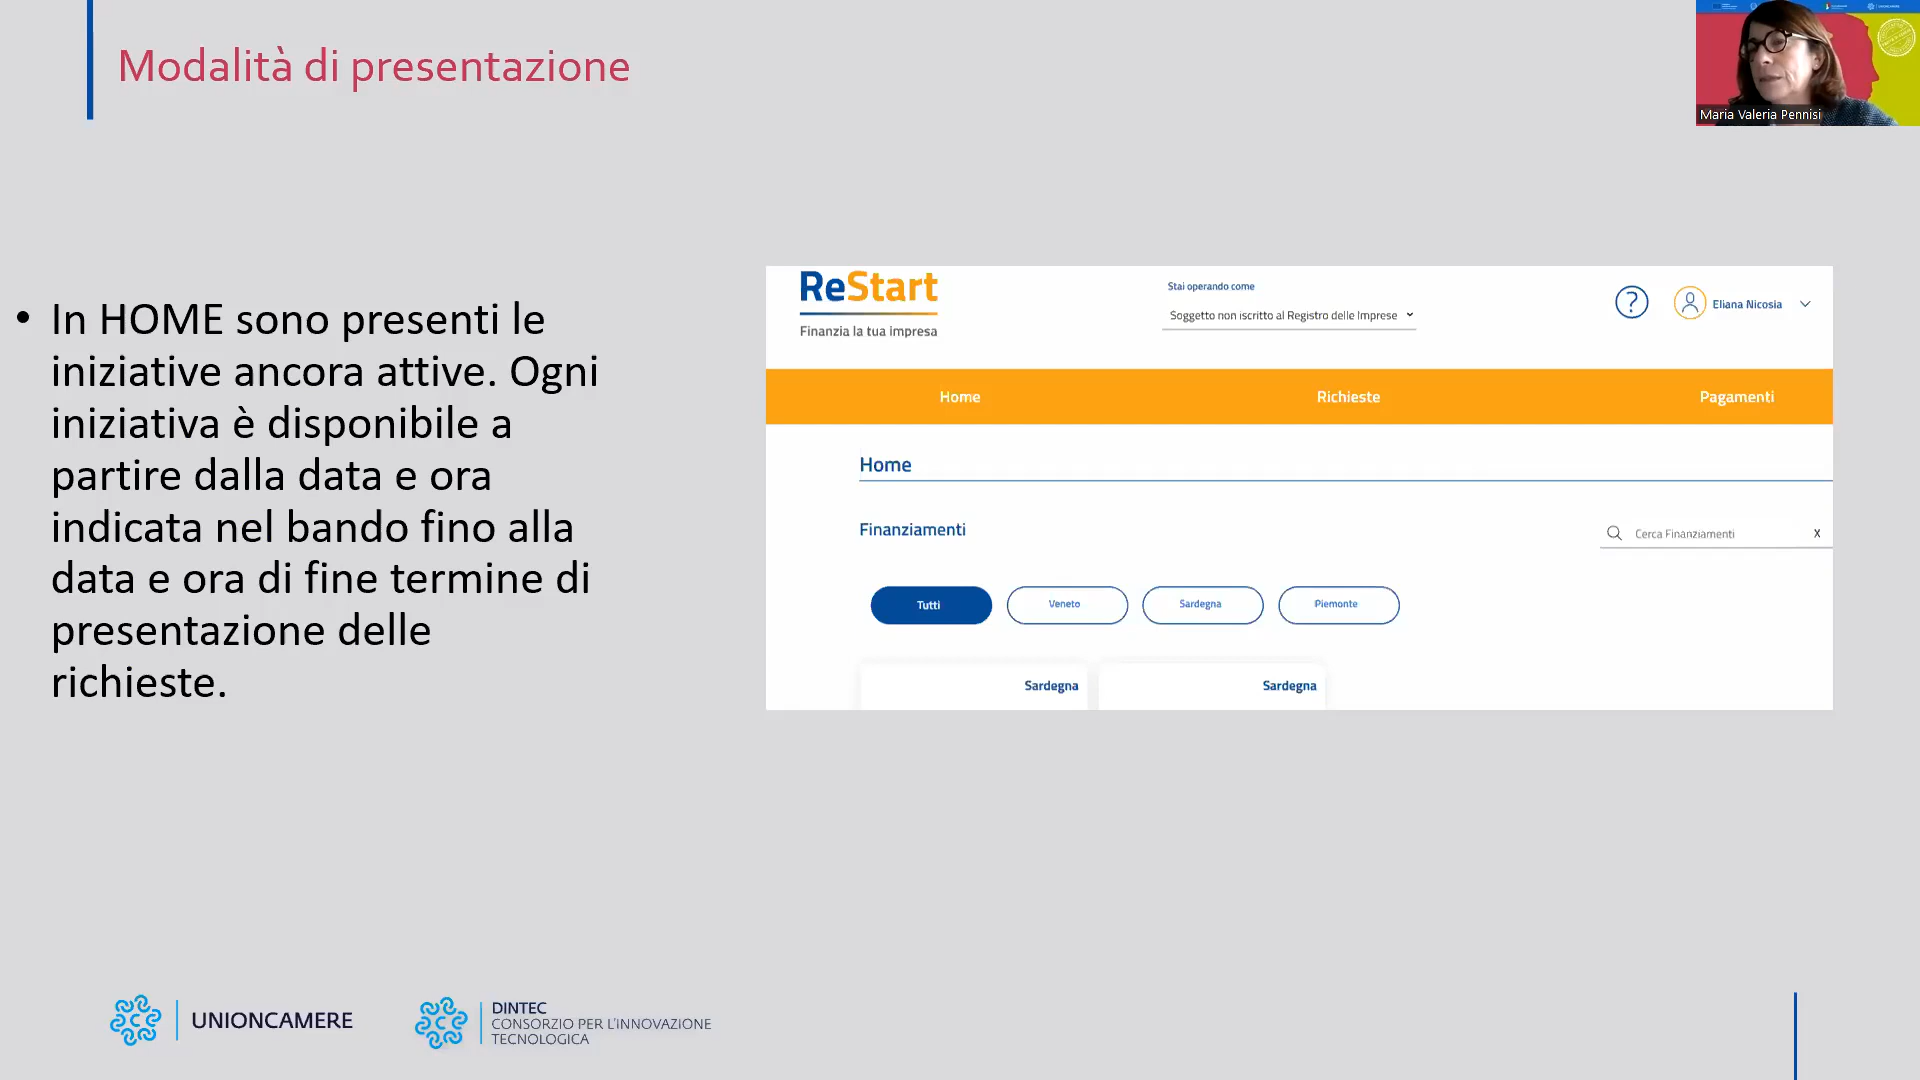 Modalità di presentazione
Maria Valeria Pennisi
• In HOME sono presenti le
iniziative ancora attive. Ogni
iniziativa è disponibile a
partire dalla data e ora
indicata nel bando fino alla
data e ora di fine termine di
presentazione delle
richieste.
ReStart
Finanzia la tua impresa
Stai operando come
Soggetto non iscritto al Registro delle Imprese
?
Eliana Nicosia
Home Richieste Pagamenti
Home
Finanziamenti
Cerca Finanziamenti X
Tutti Veneto Sardegna Piemonte
Sardegna Sardegna
UNIONCAMERE
DINTEC
CONSORZIO PER L'INNOVAZIONE
TECNOLOGICA